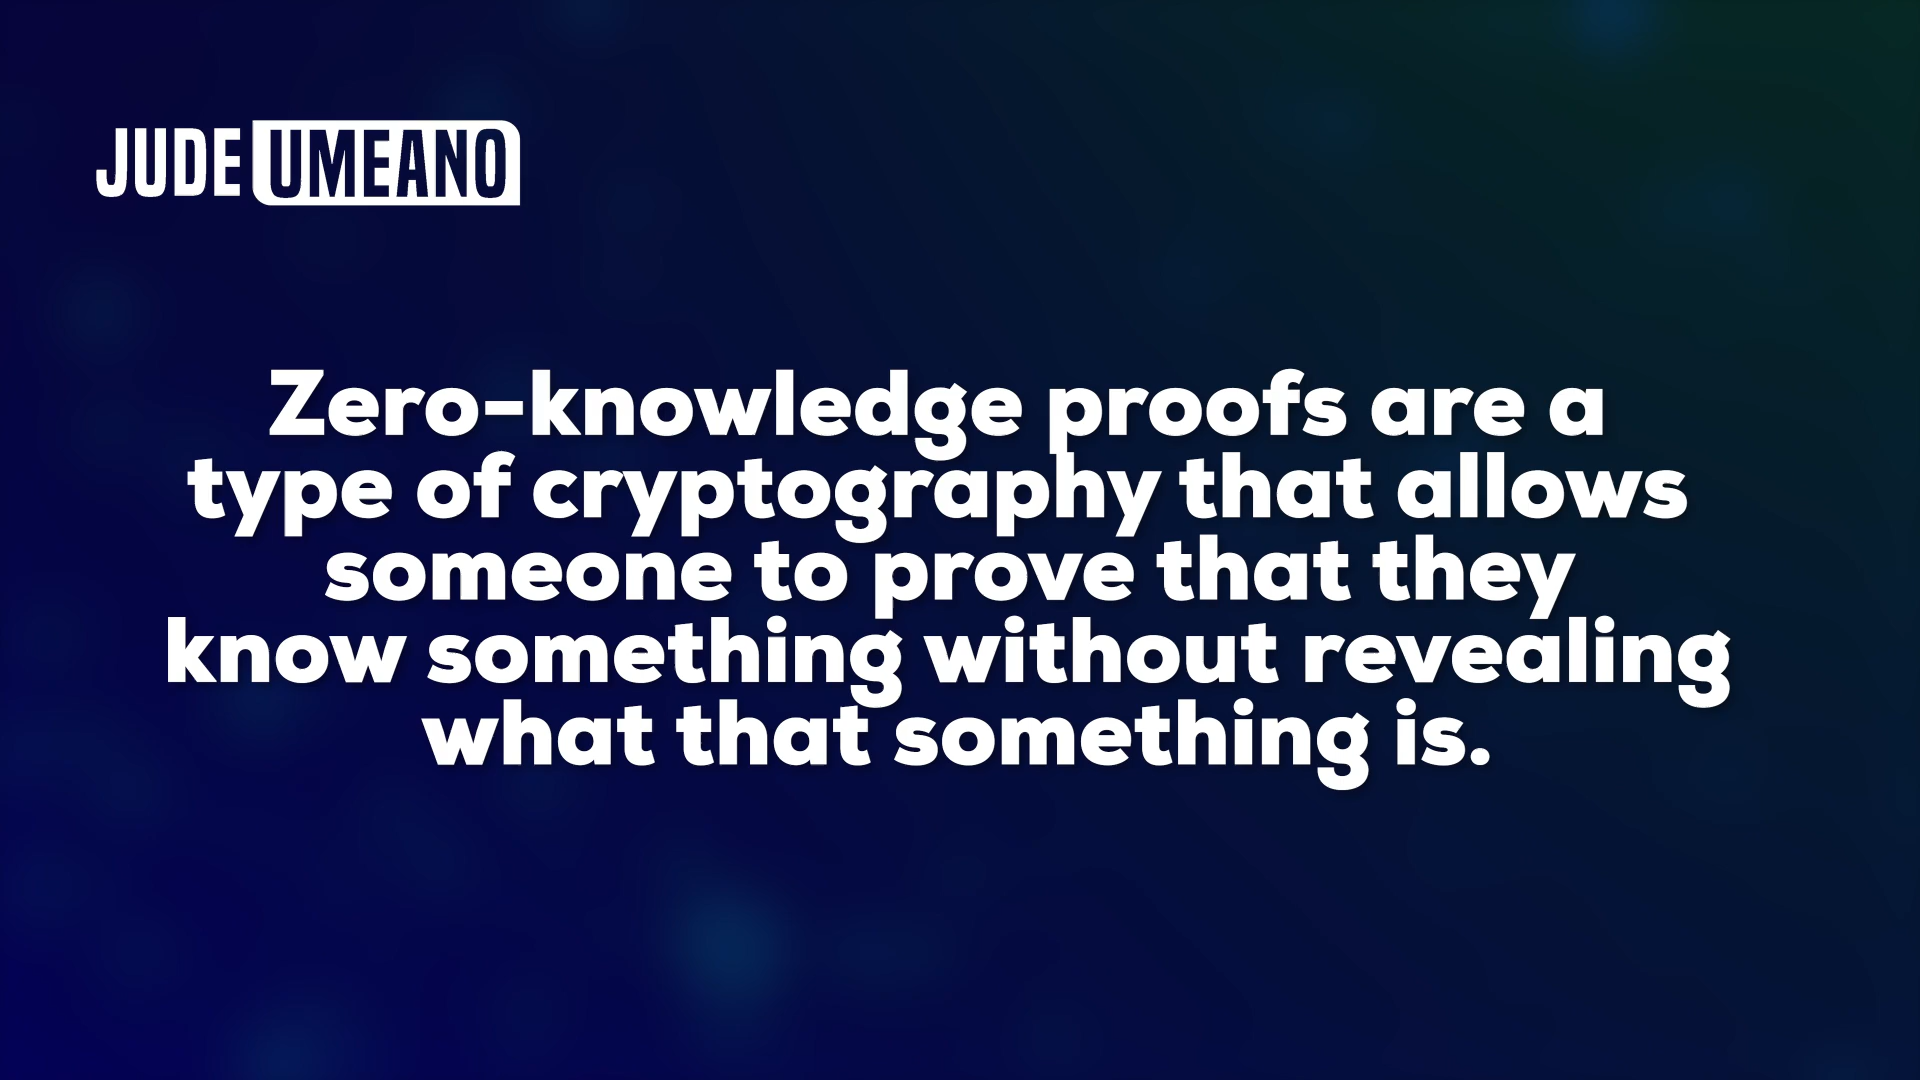 JUDE UMEANO
Zero-knowledge proofs are a
type of cryptography that allows
someone to prove that they
know something without revealing
what that something is.